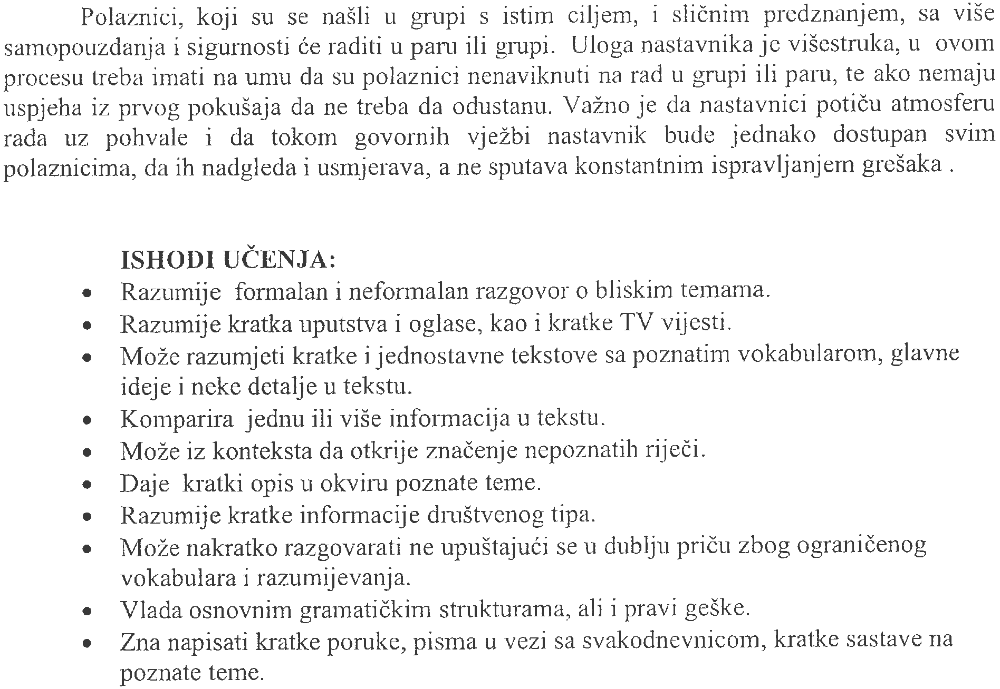 Polaznici, koji su se našli u grupi s istim ciljem, i sličnim predznanjem, sa više
samopouzdanja i sigurnosti će raditi u paru ili grupi. Uloga nastavnika je višestruka, u ovom
procesu treba imati na umu da su polaznici nenaviknuti na rad u grupi ili paru, te ako nemaju
uspjeha iz prvog pokušaja da ne treba da odustanu. Važno je da nastavnici potiču atmosferu
rada uz pohvale i da tokom govornih vježbi nastavnik bude jednako dostupan svim
polaznicima, da ih nadgleda i usmjerava, a ne sputava konstantnim ispravljanjem grešaka .
ISHODI UČENJA:
• Razumije formalan i neformalan razgovor o bliskim temama.
• Razumije kratka uputstva i oglase, kao i kratke TV vijesti.
• Može razumjeti kratke i jednostavne tekstove sa poznatim vokabularom, glavne
ideje i neke detalje u tekstu.
• Komparira jednu ili više informacija u tekstu.
• Može iz konteksta da otkrije značenje nepoznatih riječi.
• Daje kratki opis u okviru poznate teme.
• Razumije kratke informacije društvenog tipa.
• Može nakratko razgovarati ne upuštajući se u dublju priču zbog ograničenog
vokabulara i razumijevanja.
• Vlada osnovnim gramatičkim strukturama, ali i pravi geške.
• Zna napisati kratke poruke, pisma u vezi sa svakodnevnicom, kratke sastave na
poznate teme.